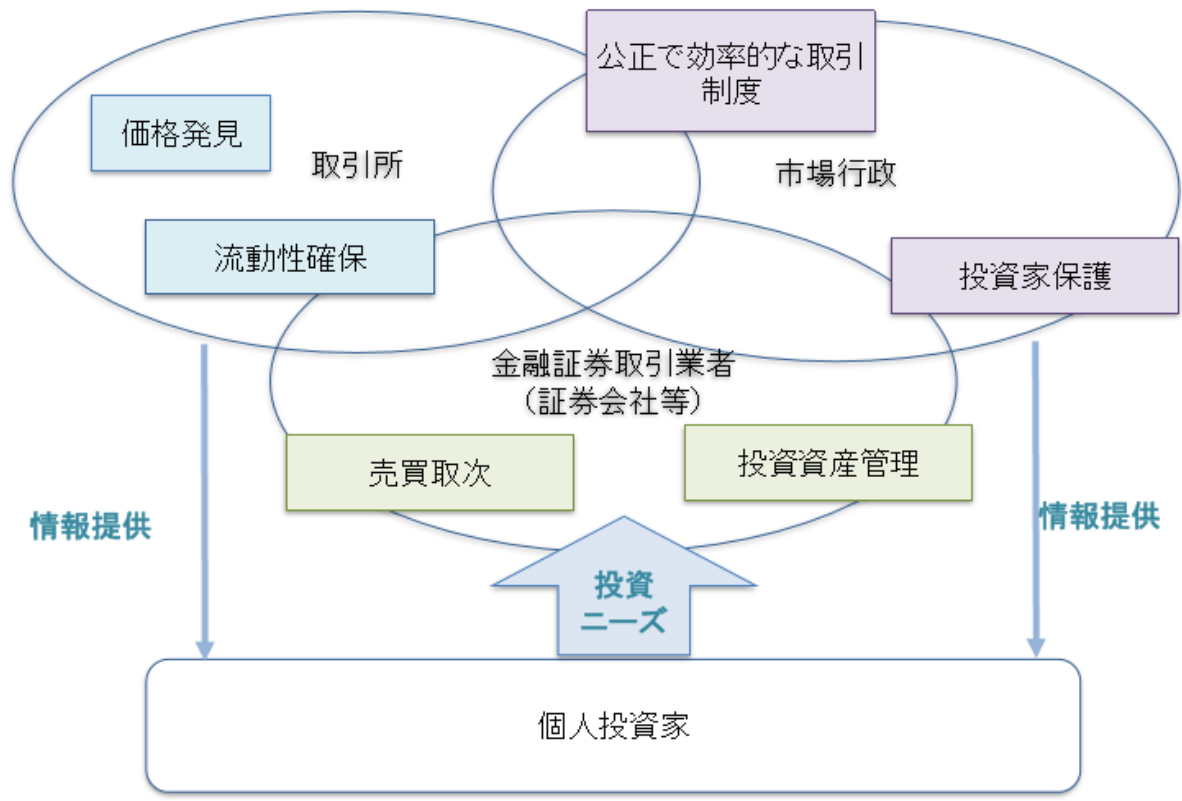 公正で効率的な取引
制度
価格発見
取引所
市場行政
流動性確保
投資家保護
金融証券取引業者
（証券会社等）
売買取次
投資資産管理
情報提供
情報提供
投資
ニーズ
個人投資家